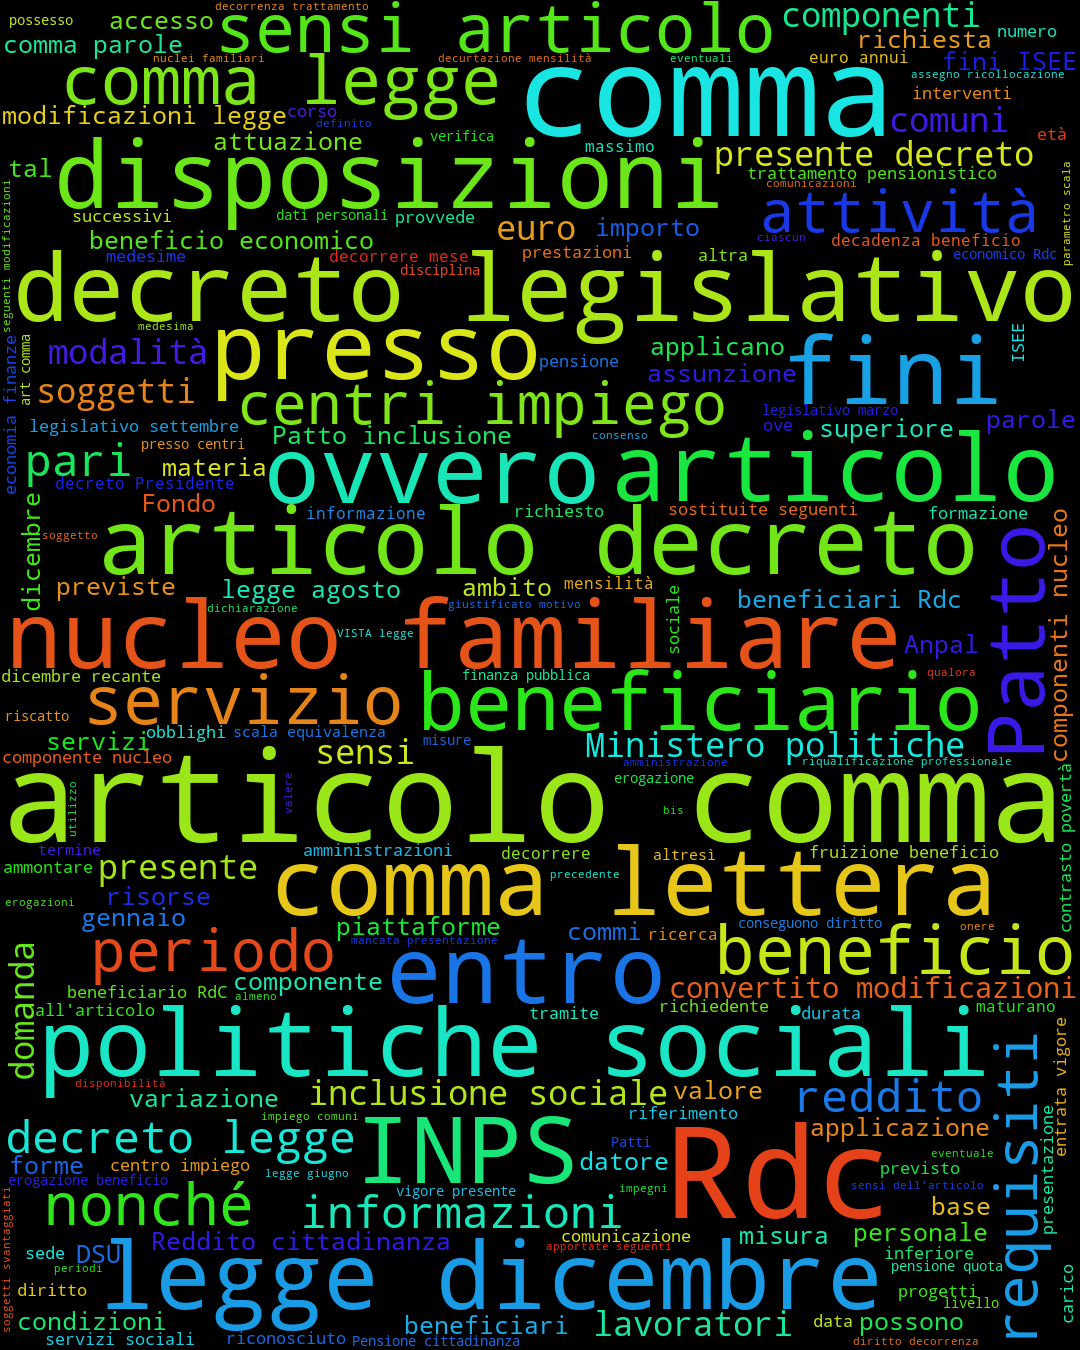 decorrenza trattamento
possesso
accesso
sensi articolo
componenti
numero
comma parole
richiesta
nuclei familiari
decurtazione mensilità
eventuali
euro annui
fini ISEE
comma legge
comma
assegno ricollocazione
interventi
modificazioni legge
corso
definito
comuni
attuazione
verifica
massimo
età
tal
disposizioni
presente decreto
trattamento pensionistico
comunicazioni
parametro scala
seguenti modificazioni
successivi
dati personali
provvede
euro
importo
attività
ciascun
beneficio economico
decadenza beneficio
medesime
decorrere mese
prestazioni
altra
economico Rdc
disciplina
decreto legislativo
medesima
presso
fini
ISEE
economia finanze
art comma
modalità
pensione
applicano
assunzione
soggetti
centri impiego
legislativo marzo
parole
legislativo settembre
Patto inclusione
consenso
ove
superiore
presso centri
pari
materia
ovvero
articolo
decreto Presidente
Fondo
informazione
richiesto
sostituite seguenti
formazione
dicembre
soggetto
articolo decreto
Patto
componenti nucleo
previste
legge agosto
ambito
mensilità
dichiarazione
giustificato motivo
sociale
beneficiari Rdc
nucleo familiare
VISTA legge
Anpal
dicembre recante
finanza pubblica
qualora
servizio
beneficiario
riscatto
obblighi
scala equivalenza
servizi
sensi
misure
Ministero politiche
componente nucleo
amministrazione
riqualificazione professionale
articolo comma
utilizzo
valere
erogazione
bis
contrasto povertà
termine
amministrazioni
decorrere
altresì
fruizione beneficio
ammontare
presente
comma lettera
precedente
erogazioni
risorse
gennaio
piattaforme
commi
ricerca
conseguono diritto
onere
periodo
mancata presentazione
entro
beneficio
domanda
componente
convertito modificazioni
beneficiario RdC
almeno
all'articolo
tramite
richiedente
durata
maturano
politiche sociali
requisiti
entrata vigore
disponibilità
variazione
inclusione sociale
valore
reddito
impiego comuni
riferimento
decreto legge
INPS
Rdc
applicazione
Patti
eventuale
forme
centro impiego
legge giugno
datore
previsto
presentazione
erogazione beneficio
vigore presente
impegni
sensi dell'articolo
soggetti svantaggiati
nonché
informazioni
base
Reddito cittadinanza
comunicazione
misura
personale
sede
DSU
apportate seguenti
inferiore
periodi
legge dicembre
pensione quota
carico
diritto
progetti
livello
condizioni
beneficiari
lavoratori
data
possono
servizi sociali
riconosciuto
Pensione cittadinanza
diritto decorrenza